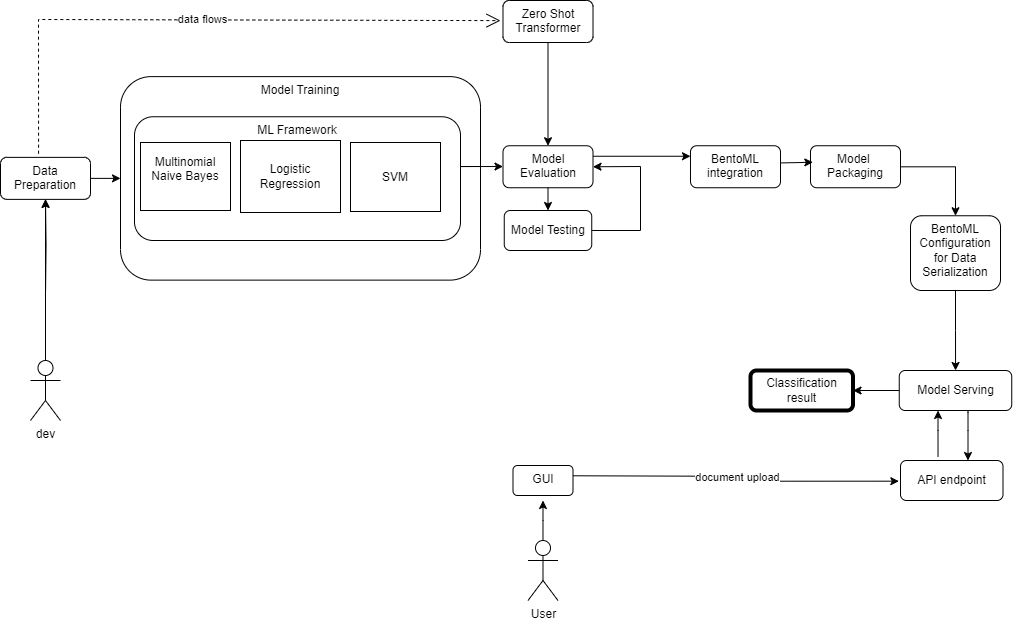 data flows
Zero Shot
Transformer
Model Training
ML Framework
Multinomial
Naive Bayes
Logistic
Regression
SVM
Data
Preparation
Model
Evaluation
Model Testing
BentoML
integration
Model
Packaging
BentoML
Configuration
for Data
Serialization
Classification
result
Model Serving
dev
GUI
document upload
API endpoint
User